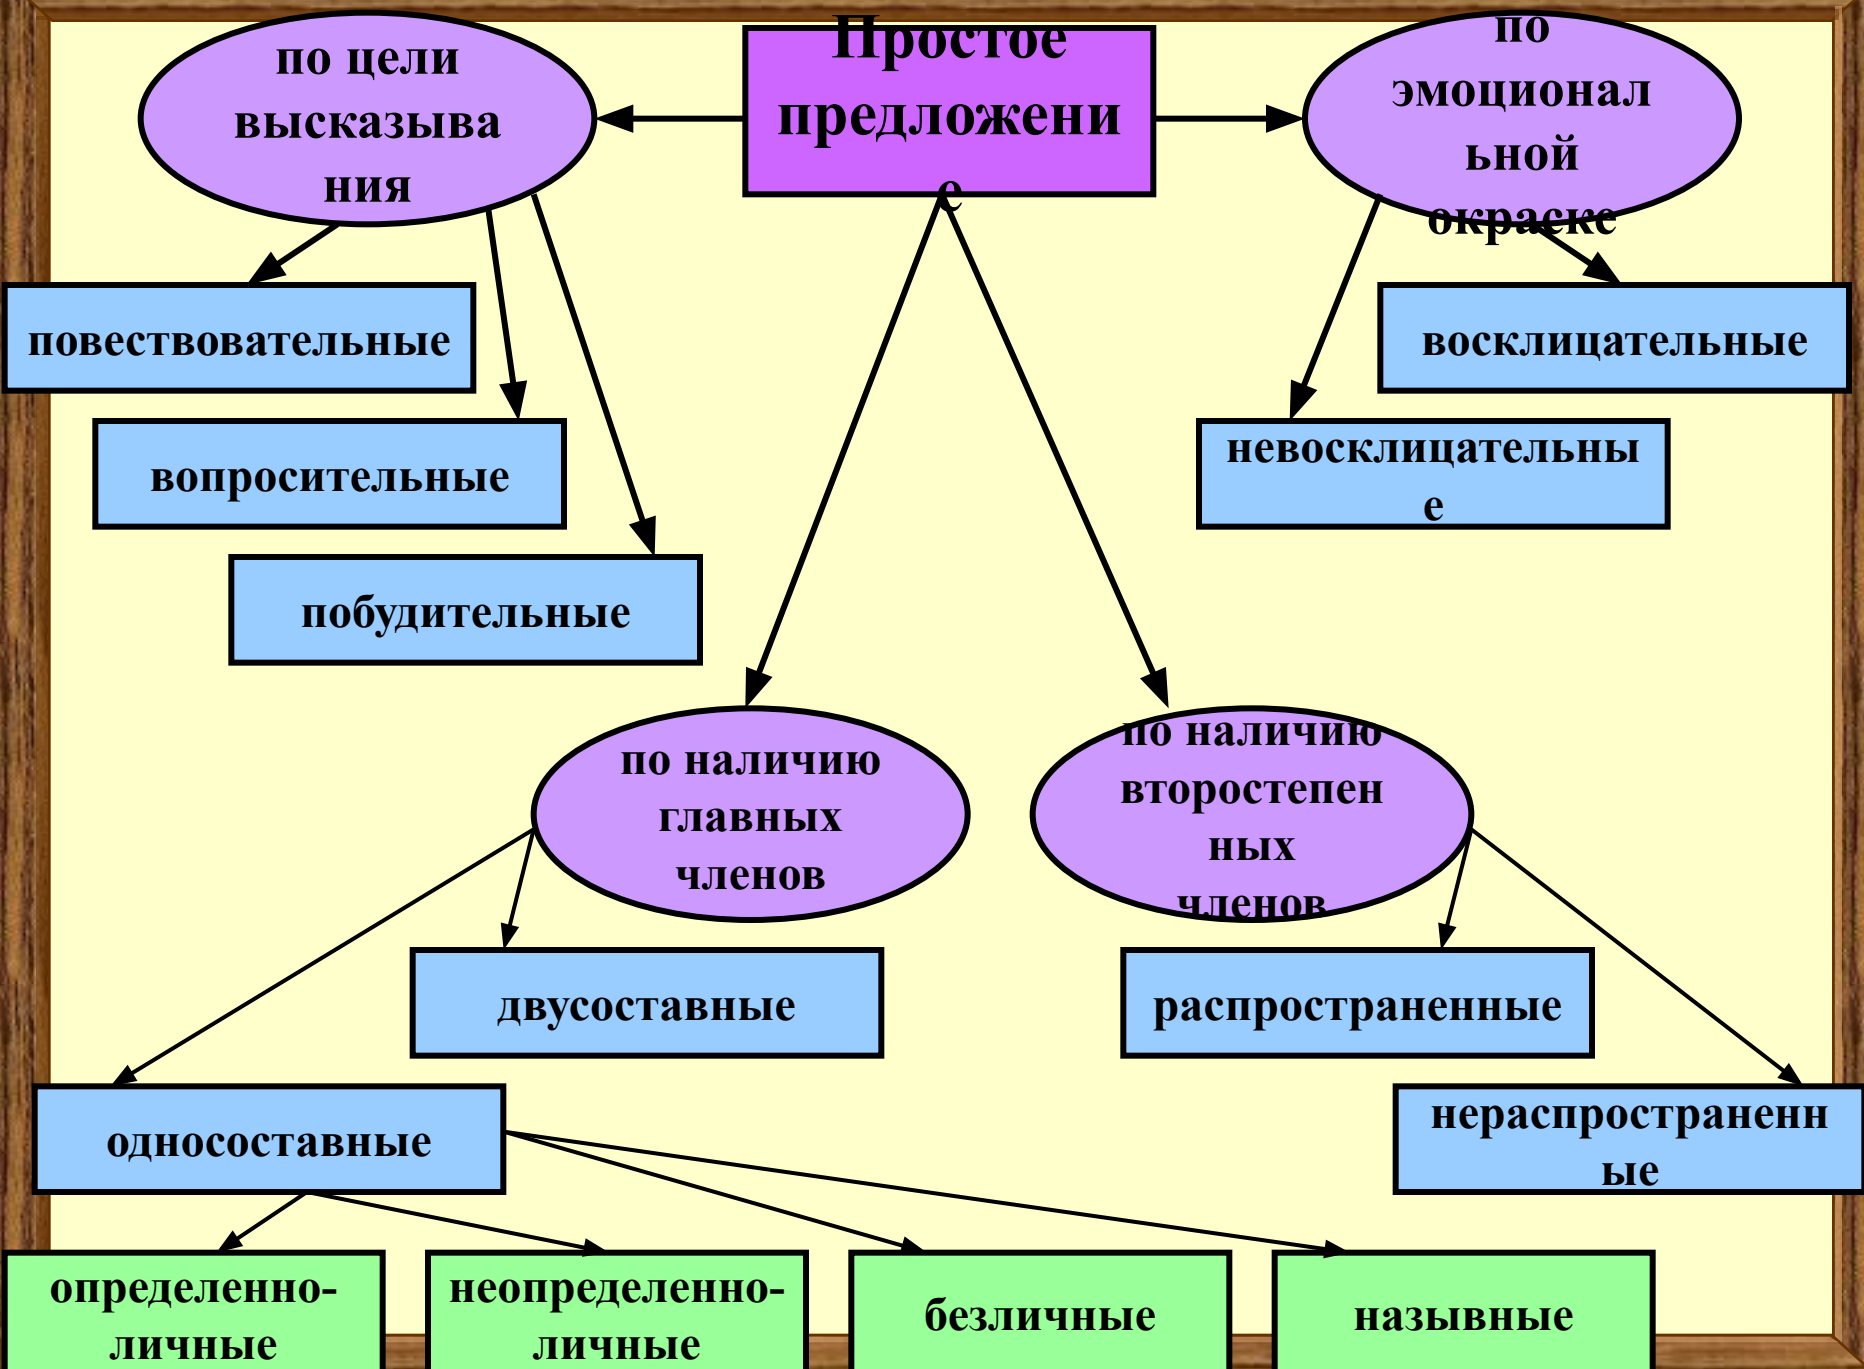 по цели
высказыва
ния
Простое
предложени
е
по
эмоционал
ьной
окраске
повествовательные
восклицательные
вопросительные
невосклицательны
е
побудительные
по наличию
главных
членов
по наличию
второстепен
ных
членов
двусоставные
распространенные
односоставные
нераспространенн
ые
определенно-
личные
неопределенно-
личные
безличные
назывные